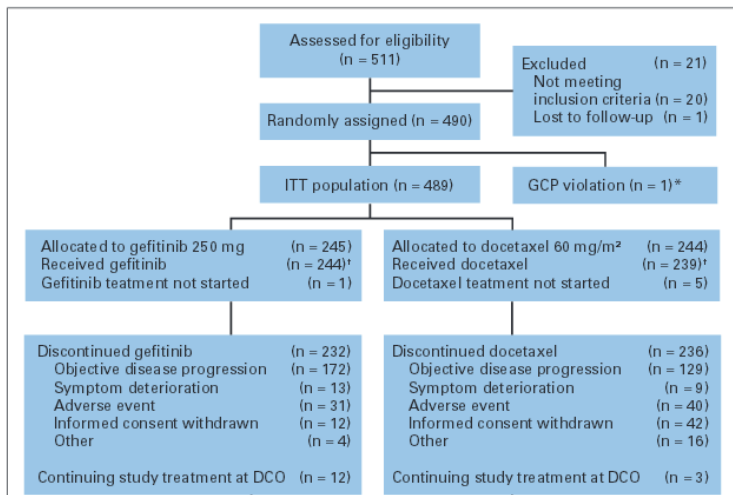 Assessed for eligibility
(n = 511)
Excluded (n = 21)
Not meeting
inclusion criteria (n = 20)
Lost to follow-up (n = 1)
Randomly assigned (n = 490)
ITT population (n = 489)
GCP violation (n = 1)*
Allocated to gefitinib 250 mg (n = 245)
Received gefitinib (n = 244)†
Gefitinib teatment not started (n = 1)
Allocated to docetaxel 60 mg/m² (n = 244)
Received docetaxel (n = 239)†
Docetaxel teatment not started (n = 5)
Discontinued gefitinib (n = 232)
Objective disease progression (n = 172)
Symptom deterioration (n = 13)
Adverse event (n = 31)
Informed consent withdrawn (n = 12)
Other (n = 4)
Continuing study treatment at DCO (n = 12)
Discontinued docetaxel (n = 236)
Objective disease progression (n = 129)
Symptom deterioration (n = 9)
Adverse event (n = 40)
Informed consent withdrawn (n = 42)
Other (n = 16)
Continuing study treatment at DCO (n = 3)